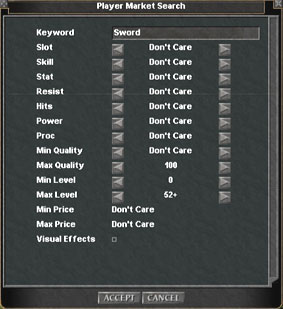 Player Market Search
Keyword Sword
Slot Don't Care
Skill Don't Care
Stat Don't Care
Resist Don't Care
Hits Don't Care
Power Don't Care
Proc Don't Care
Min Quality Don't Care
Max Quality 100
Min Level 0
Max Level 52+
Min Price Don't Care
Max Price Don't Care
Visual Effects
ACCEPT CANCEL